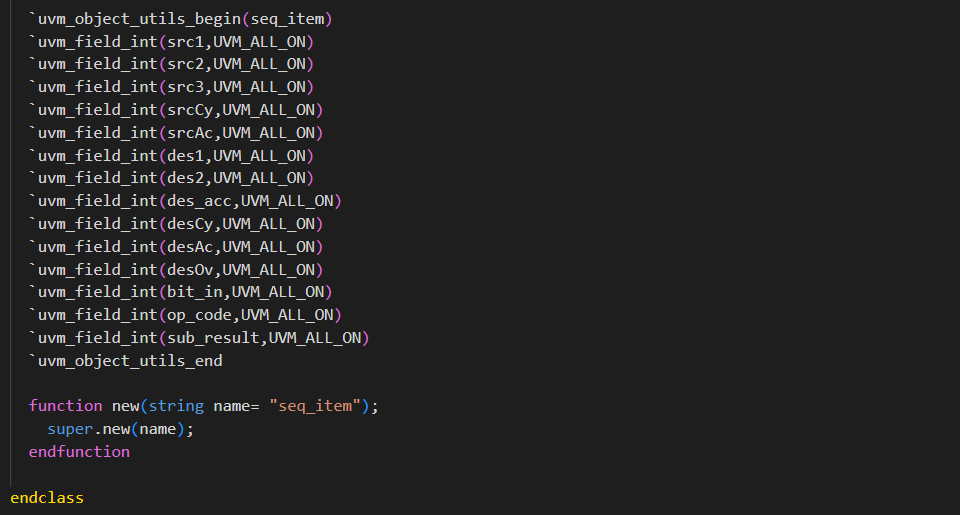 `uvm_object_utils_begin(seq_item)
`uvm_field_int(src1,UVM_ALL_ON)
`uvm_field_int(src2,UVM_ALL_ON)
`uvm_field_int(src3,UVM_ALL_ON)
`uvm_field_int(srcCy,UVM_ALL_ON)
`uvm_field_int(srcAc,UVM_ALL_ON)
`uvm_field_int(des1,UVM_ALL_ON)
`uvm_field_int(des2,UVM_ALL_ON)
`uvm_field_int(des_acc,UVM_ALL_ON)
`uvm_field_int(desCy,UVM_ALL_ON)
`uvm_field_int(desAc,UVM_ALL_ON)
`uvm_field_int(desOv,UVM_ALL_ON)
`uvm_field_int(bit_in,UVM_ALL_ON)
`uvm_field_int(op_code,UVM_ALL_ON)
`uvm_field_int(sub_result,UVM_ALL_ON)
`uvm_object_utils_end
function new(string name= "seq_item");
super.new(name);
endfunction
endclass